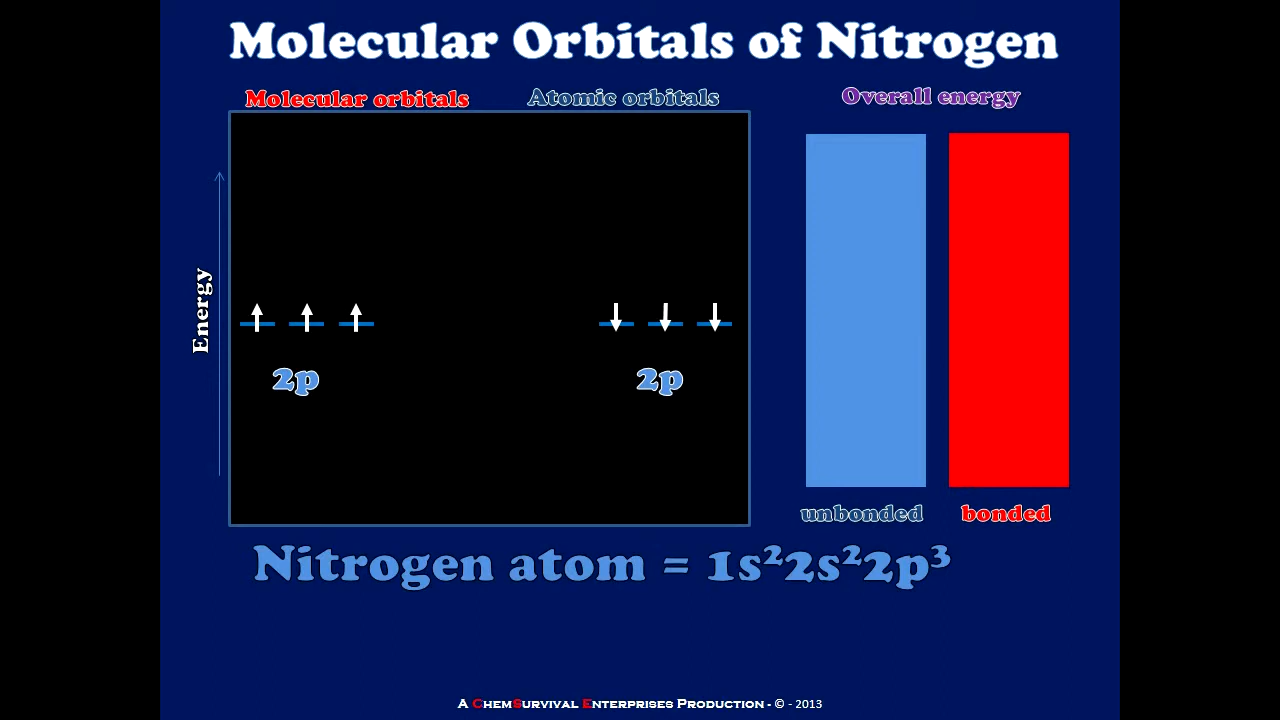 Molecular Orbitals of Nitrogen
Molecular orbitals
Atomic orbitals
Overall energy
Energy
2p
2p
unbonded
bonded
Nitrogen atom = 1s²2s²2p³
A ChemSurvival Enterprises Production - © - 2013